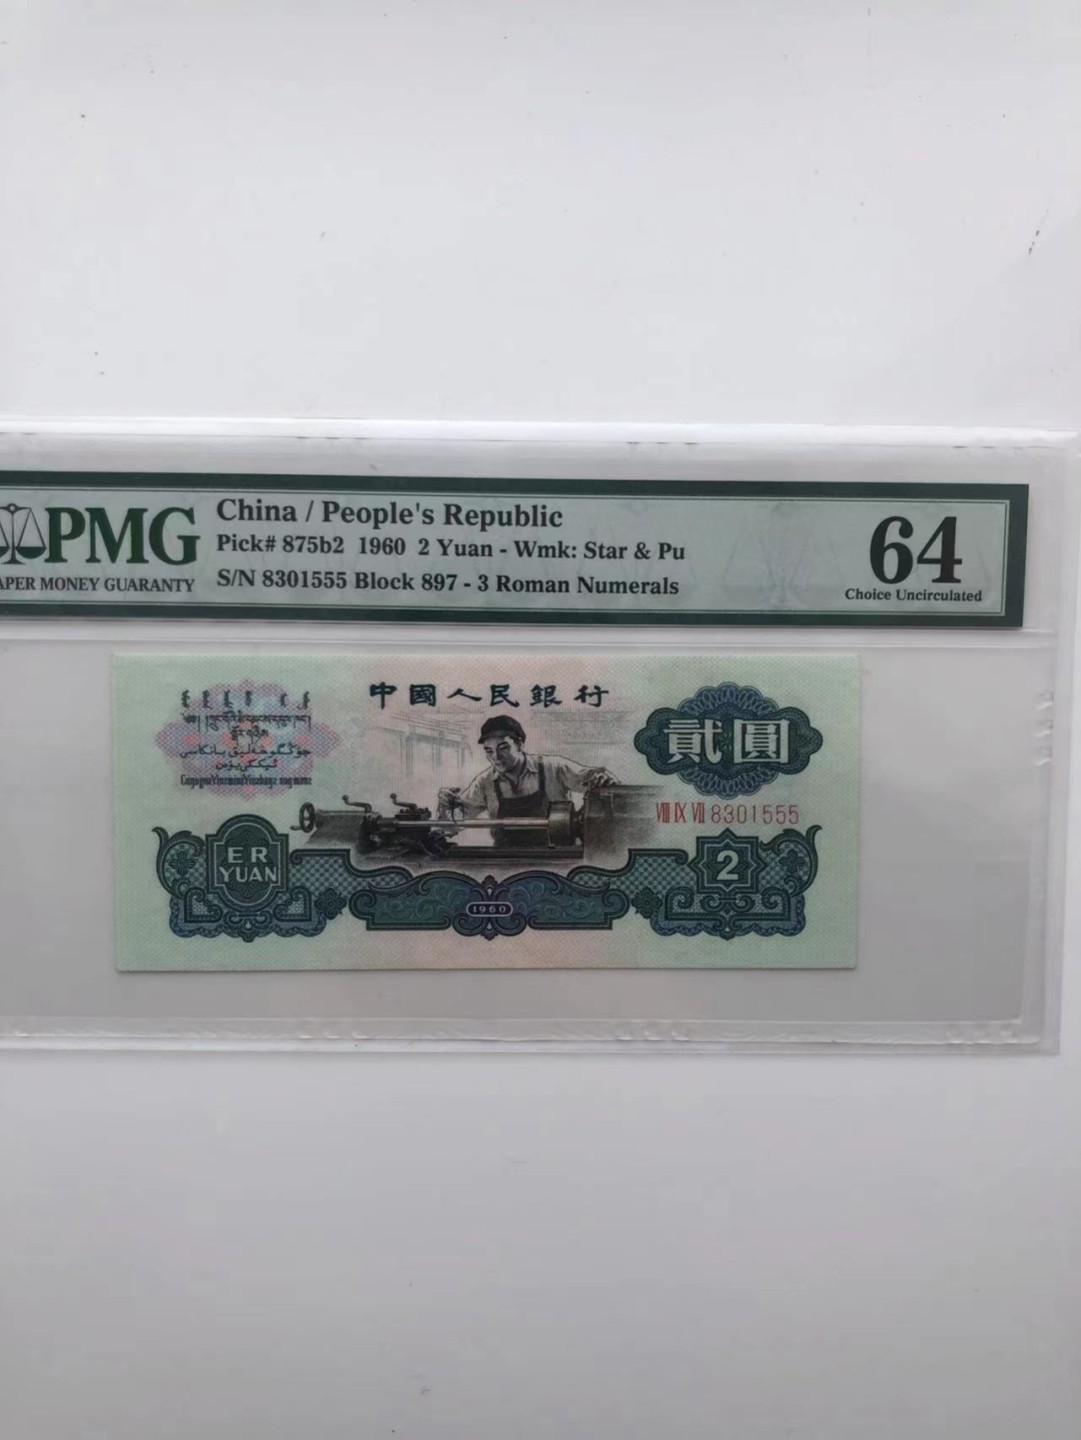 PMG
PAPER MONEY GUARANTY
China / People's Republic
Pick# 875b2 1960 2 Yuan - Wmk: Star & Pu
S/N 8301555 Block 897 - 3 Roman Numerals
64
Choice Uncirculated
中國人民銀行
貳圓
VIII IX VII 8301555
ER
YUAN
2
1960